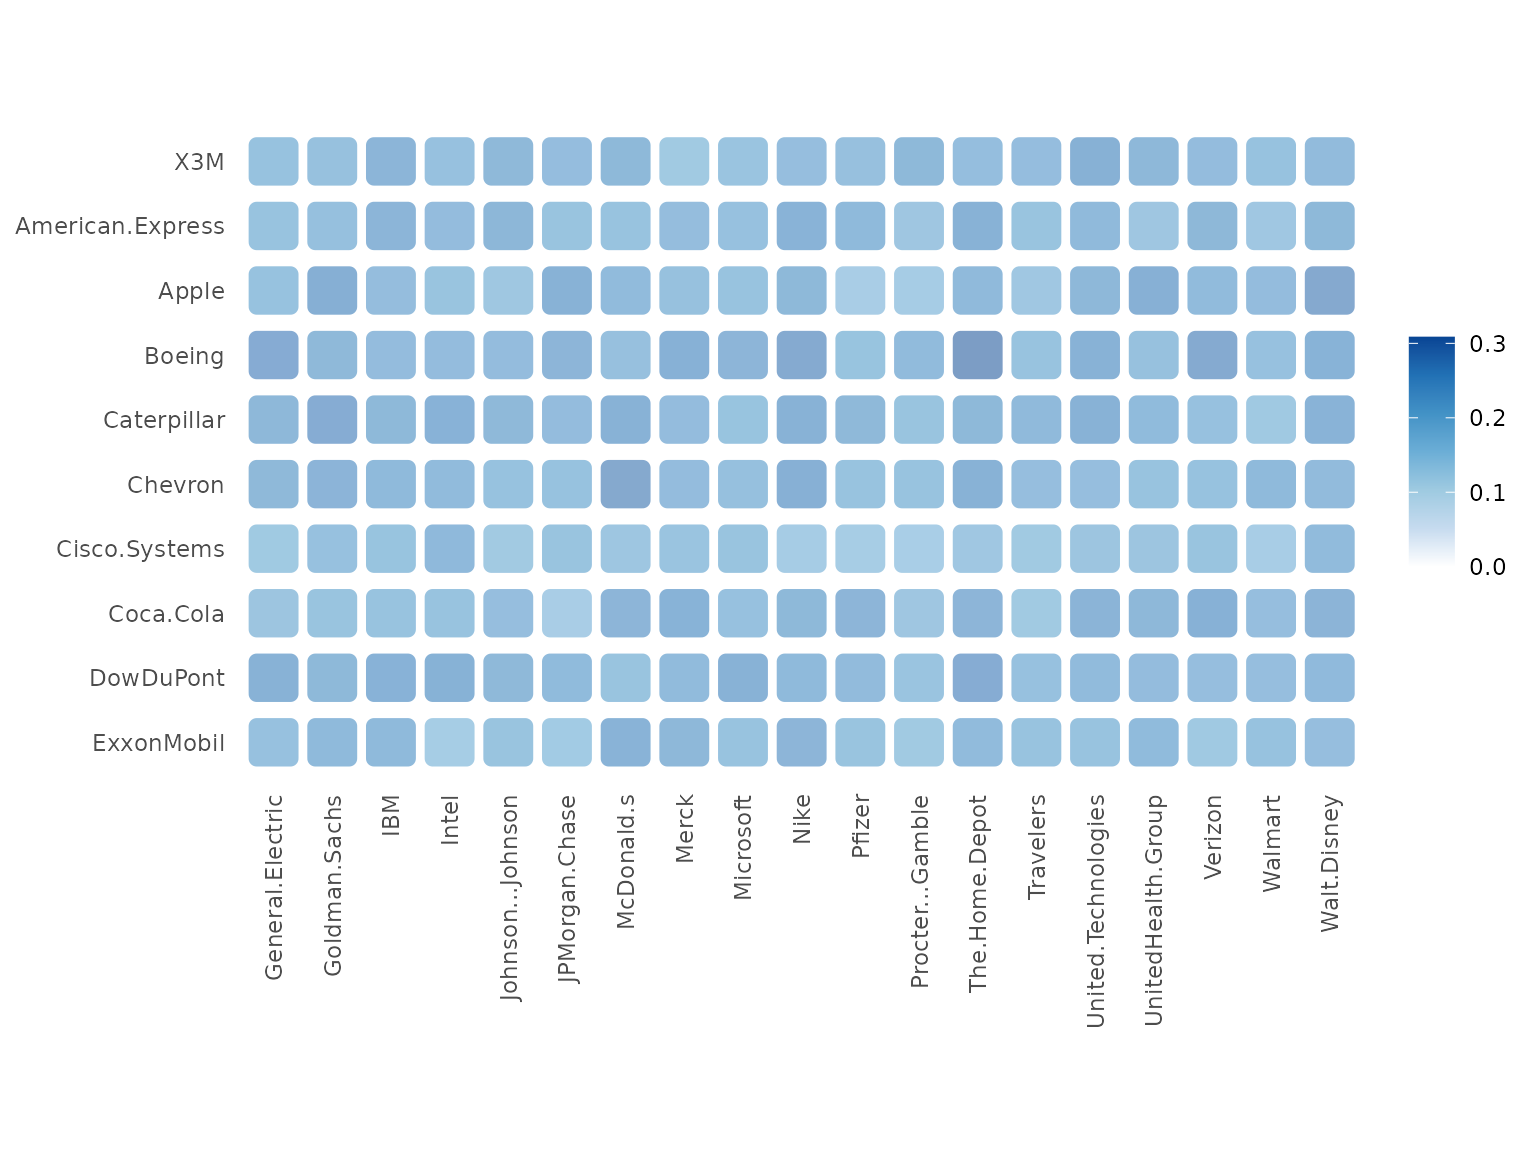 X3M
American.Express
Apple
Boeing
Caterpillar
Chevron
Cisco.Systems
Coca.Cola
DowDuPont
ExxonMobil
General.Electric
Goldman.Sachs
IBM
Intel
Johnson...Johnson
JPMorgan.Chase
McDonald.s
Merck
Microsoft
Nike
Pfizer
Procter...Gamble
The.Home.Depot
Travelers
United.Technologies
UnitedHealth.Group
Verizon
Walmart
Walt.Disney
0.3
0.2
0.1
0.0